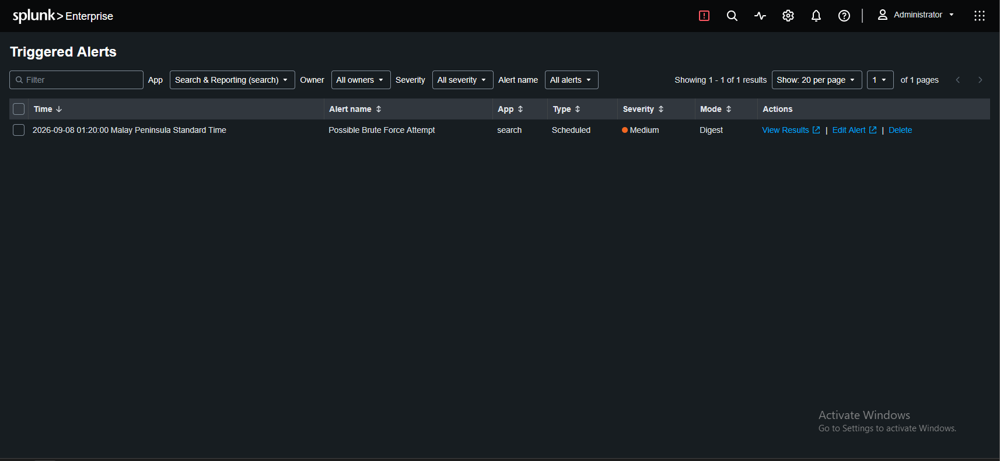 splunk> Enterprise
Administrator
Triggered Alerts
Filter App Search & Reporting (search) Owner All owners Severity All severity Alert name All alerts Showing 1 - 1 of 1 results Show: 20 per page 1 of 1 pages
Time Alert name App Type Severity Mode Actions
2026-09-08 01:20:00 Malay Peninsula Standard Time Possible Brute Force Attempt search Scheduled Medium Digest View Results | Edit Alert | Delete
Activate Windows
Go to Settings to activate Windows.